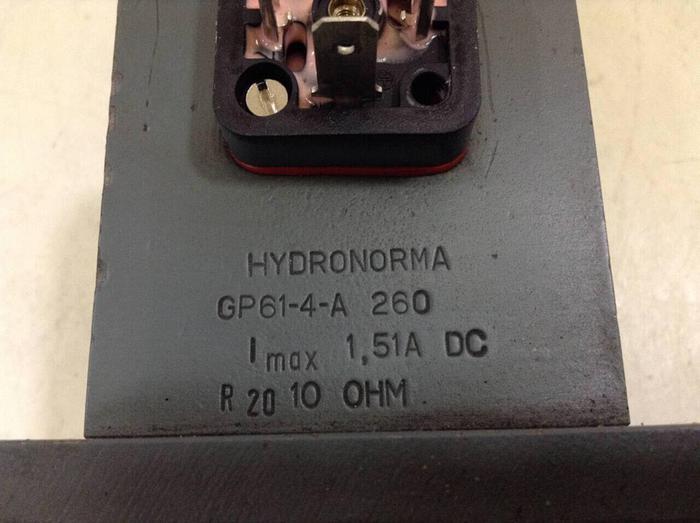 HYDRONORMA
GP61-4-A 260
I max 1,51A DC
R 20 10 OHM